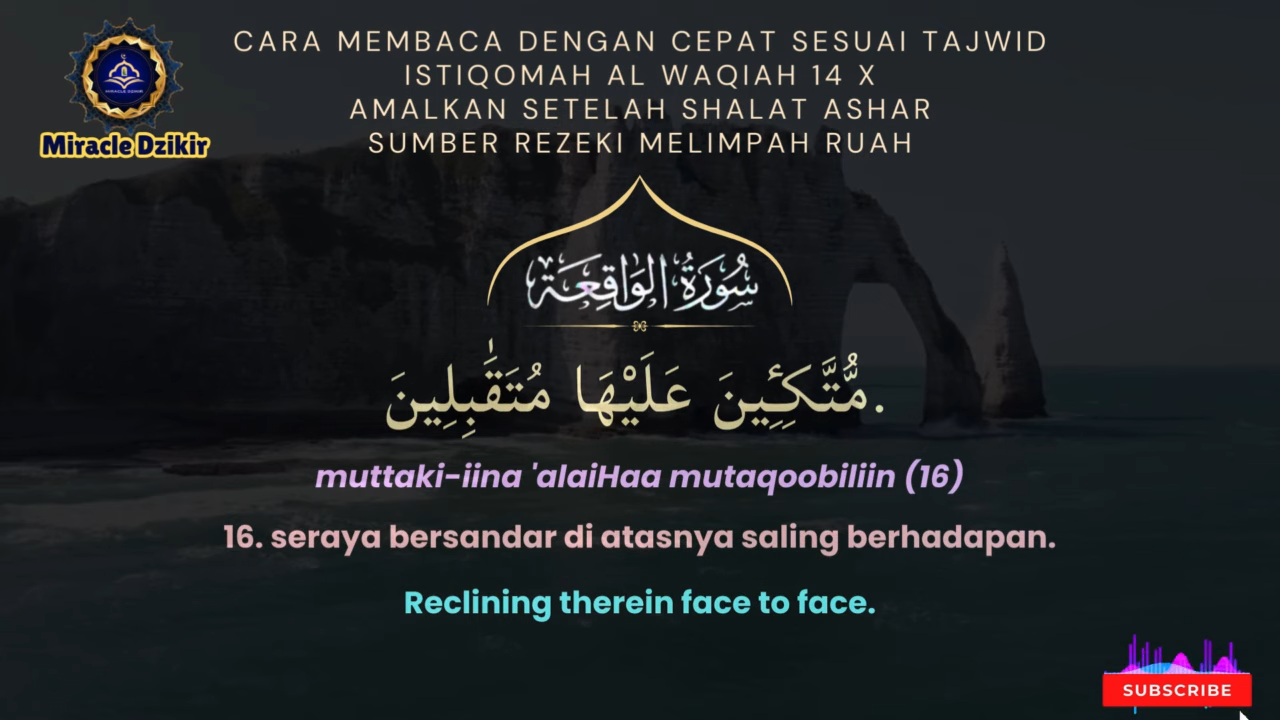 CARA MEMBACA DENGAN CEPAT SESUAI TAJWID
ISTIQOMAH AL WAQIAH 14 X
AMALKAN SETELAH SHALAT ASHAR
SUMBER REZEKI MELIMPAH RUAH
MIRACLE DZIKIR
Miracle Dzikir
سُورَةُ الوَاقِعَة
مُّتَّكِـِٔينَ عَلَيْهَا مُتَقَٰبِلِينَ.
muttaki-iina 'alaiHaa mutaqoobiliin (16)
16. seraya bersandar di atasnya saling berhadapan.
Reclining therein face to face.
SUBSCRIBE